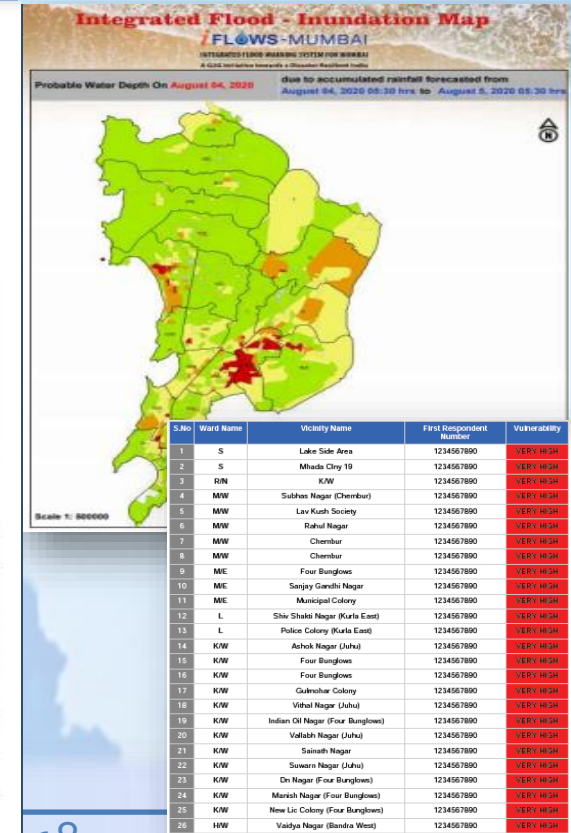 Integrated Flood - Inundation Map
iFLOWS-MUMBAI
INTEGRATED FLOOD WARNING SYSTEM FOR MUMBAI
Probable Water Depth On August 04, 2020
due to accumulated rainfall forecasted from
August 04, 2020 05:30 hrs to August 5, 2020 05:30 hrs
N
S.No Ward Name Vicinity Name First Respondent Number Vulnerability
1 S Lake Side Area 1234567890 VERY HIGH
2 S Mhada Clny 19 1234567890 VERY HIGH
3 R/N K/W 1234567890 VERY HIGH
4 M/W Subhas Nagar (Chembur) 1234567890 VERY HIGH
5 M/W Lav Kush Society 1234567890 VERY HIGH
6 M/W Rahul Nagar 1234567890 VERY HIGH
7 M/W Chembur 1234567890 VERY HIGH
8 M/W Chembur 1234567890 VERY HIGH
9 M/E Four Bunglows 1234567890 VERY HIGH
10 M/E Sanjay Gandhi Nagar 1234567890 VERY HIGH
11 M/E Municipal Colony 1234567890 VERY HIGH
12 L Shiv Shakti Nagar (Kurla East) 1234567890 VERY HIGH
13 L Police Colony (Kurla East) 1234567890 VERY HIGH
14 K/W Ashok Nagar (Juhu) 1234567890 VERY HIGH
15 K/W Four Bunglows 1234567890 VERY HIGH
16 K/W Four Bunglows 1234567890 VERY HIGH
17 K/W Gulmohar Colony 1234567890 VERY HIGH
18 K/W Vithal Nagar (Juhu) 1234567890 VERY HIGH
19 K/W Indian Oil Nagar (Four Bunglows) 1234567890 VERY HIGH
20 K/W Vallabh Nagar (Juhu) 1234567890 VERY HIGH
21 K/W Sainath Nagar 1234567890 VERY HIGH
22 K/W Suwarn Nagar (Juhu) 1234567890 VERY HIGH
23 K/W Dn Nagar (Four Bunglows) 1234567890 VERY HIGH
24 K/W Manish Nagar (Four Bunglows) 1234567890 VERY HIGH
25 K/W New Lic Colony (Four Bunglows) 1234567890 VERY HIGH
26 H/W Vaidya Nagar (Bandra West) 1234567890 VERY HIGH
Scale 1: 500000